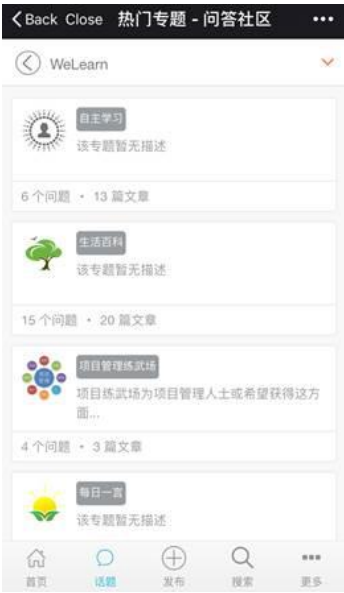 Back Close 热门专题 - 问答社区
WeLearn
自主学习
该专题暂无描述
6 个问题 • 13 篇文章
生活百科
该专题暂无描述
15 个问题 • 20 篇文章
项目管理练武场
项目练武场为项目管理人士或希望获得这方
面...
4 个问题 • 3 篇文章
每日一言
该专题暂无描述
首页 话题 发布 搜索 更多